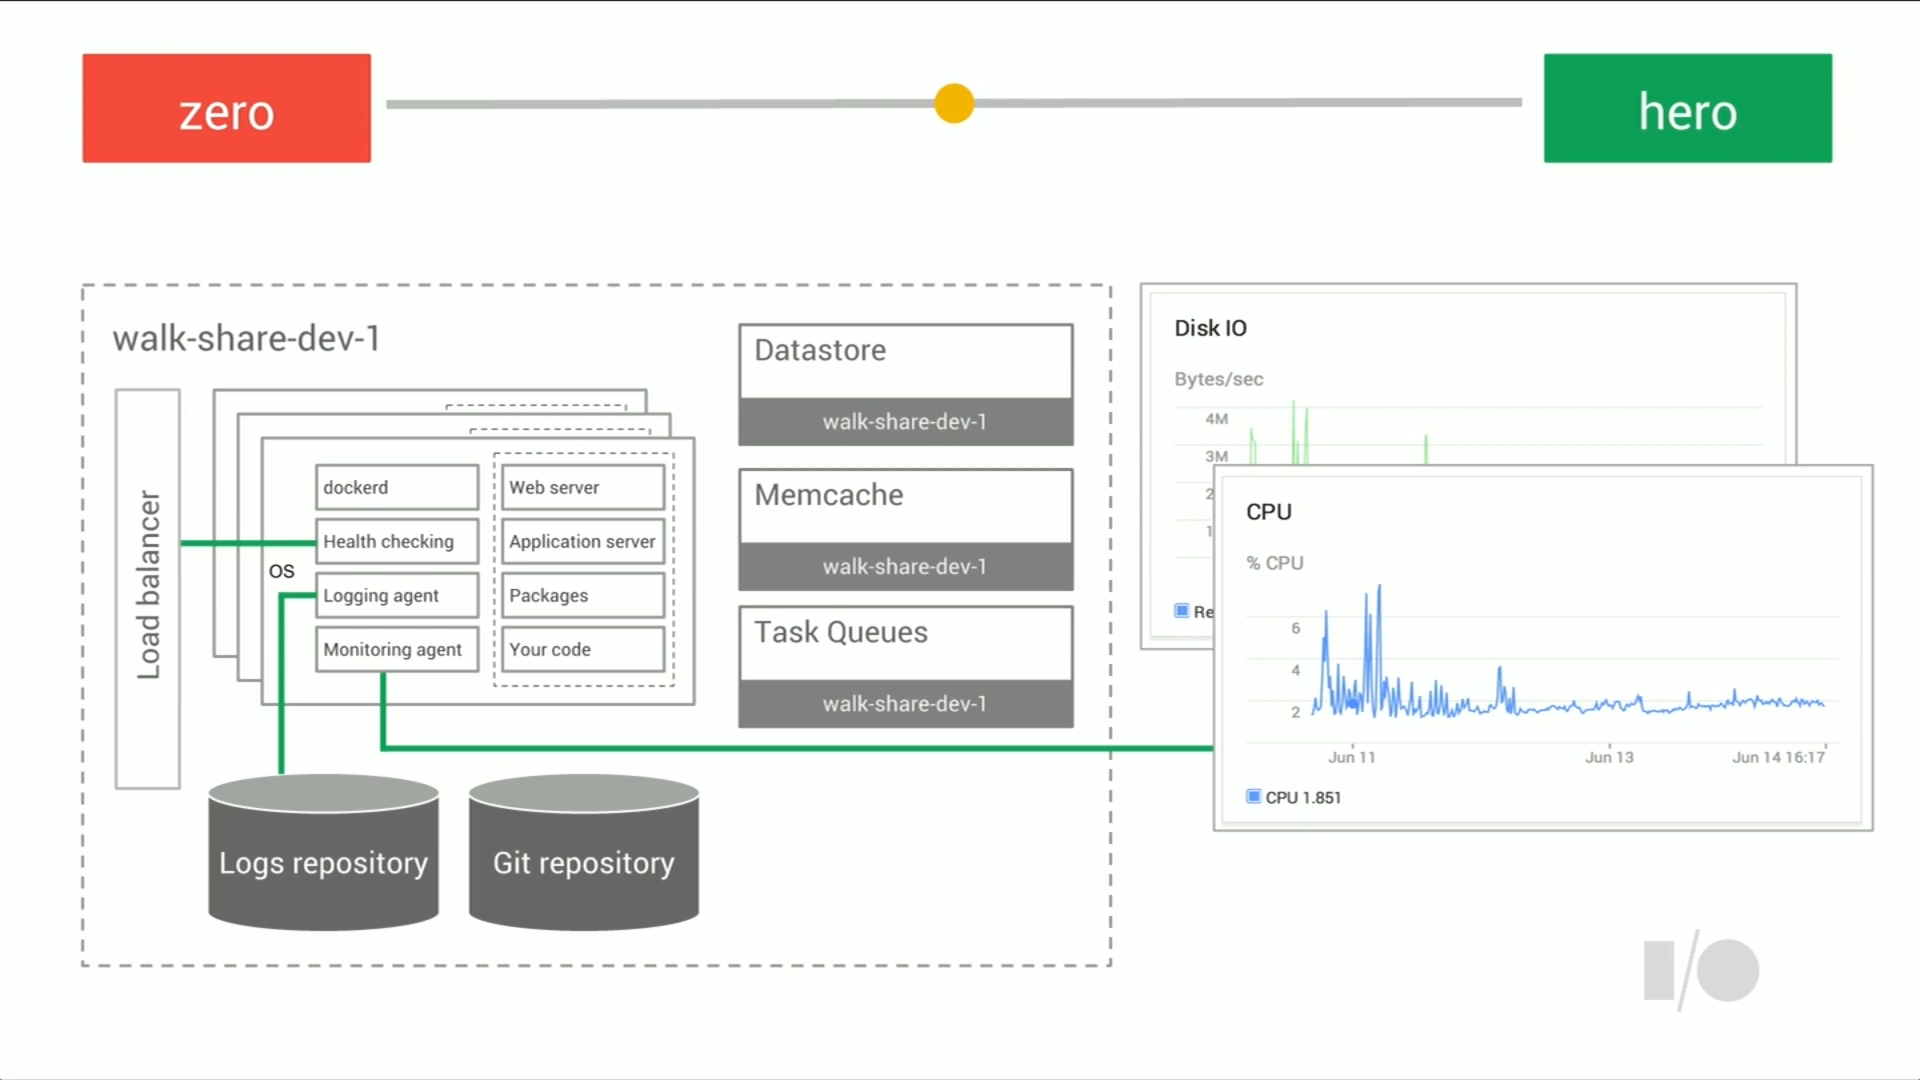 zero
hero
walk-share-dev-1
Load balancer
OS
dockerd
Health checking
Logging agent
Monitoring agent
Web server
Application server
Packages
Your code
Datastore
walk-share-dev-1
Memcache
walk-share-dev-1
Task Queues
walk-share-dev-1
Logs repository
Git repository
Disk IO
Bytes/sec
4M
3M
2
1
Re
CPU
% CPU
6
4
2
Jun 11
Jun 13
Jun 14 16:17
CPU 1.851
I/O